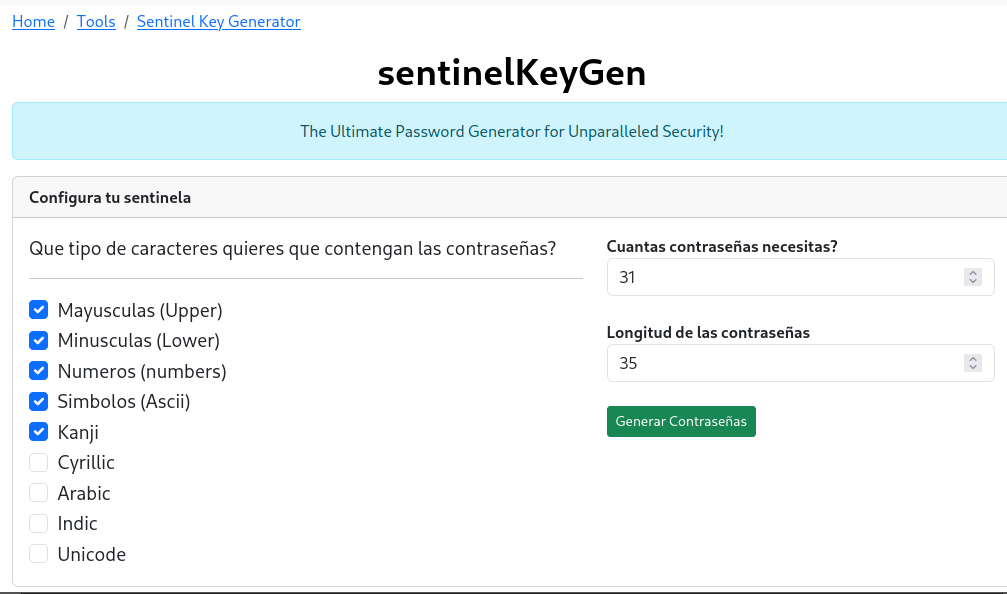 Home / Tools / Sentinel Key Generator
sentinelKeyGen
The Ultimate Password Generator for Unparalleled Security!
Configura tu sentinela
Que tipo de caracteres quieres que contengan las contraseñas?
Mayusculas (Upper)
Minusculas (Lower)
Numeros (numbers)
Simbolos (Ascii)
Kanji
Cyrillic
Arabic
Indic
Unicode
Cuantas contraseñas necesitas?
31
Longitud de las contraseñas
35
Generar Contraseñas